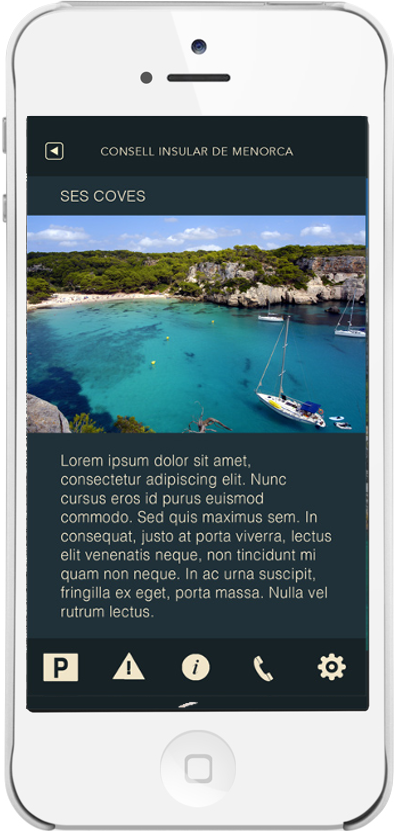 CONSELL INSULAR DE MENORCA
SES COVES
Lorem ipsum dolor sit amet,
consectetur adipiscing elit. Nunc
cursus eros id purus euismod
commodo. Sed quis maximus sem. In
consequat, justo at porta viverra, lectus
elit venenatis neque, non tincidunt mi
quam non neque. In ac urna suscipit,
fringilla ex eget, porta massa. Nulla vel
rutrum lectus.
P